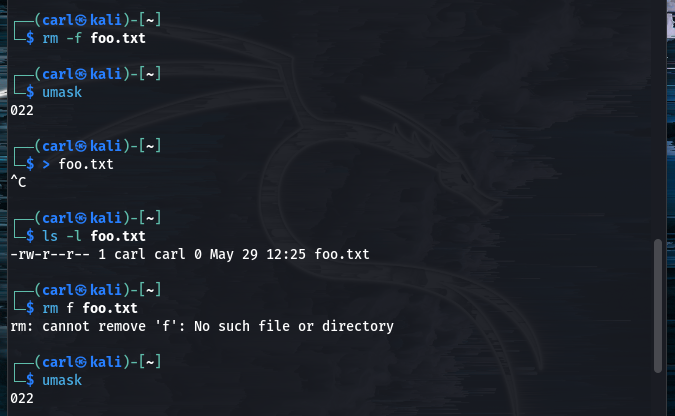 ┌──(carl㉿kali)-[~]
└─$ rm -f foo.txt
┌──(carl㉿kali)-[~]
└─$ umask
022
┌──(carl㉿kali)-[~]
└─$ > foo.txt
^C
┌──(carl㉿kali)-[~]
└─$ ls -l foo.txt
-rw-r--r-- 1 carl carl 0 May 29 12:25 foo.txt
┌──(carl㉿kali)-[~]
└─$ rm f foo.txt
rm: cannot remove 'f': No such file or directory
┌──(carl㉿kali)-[~]
└─$ umask
022